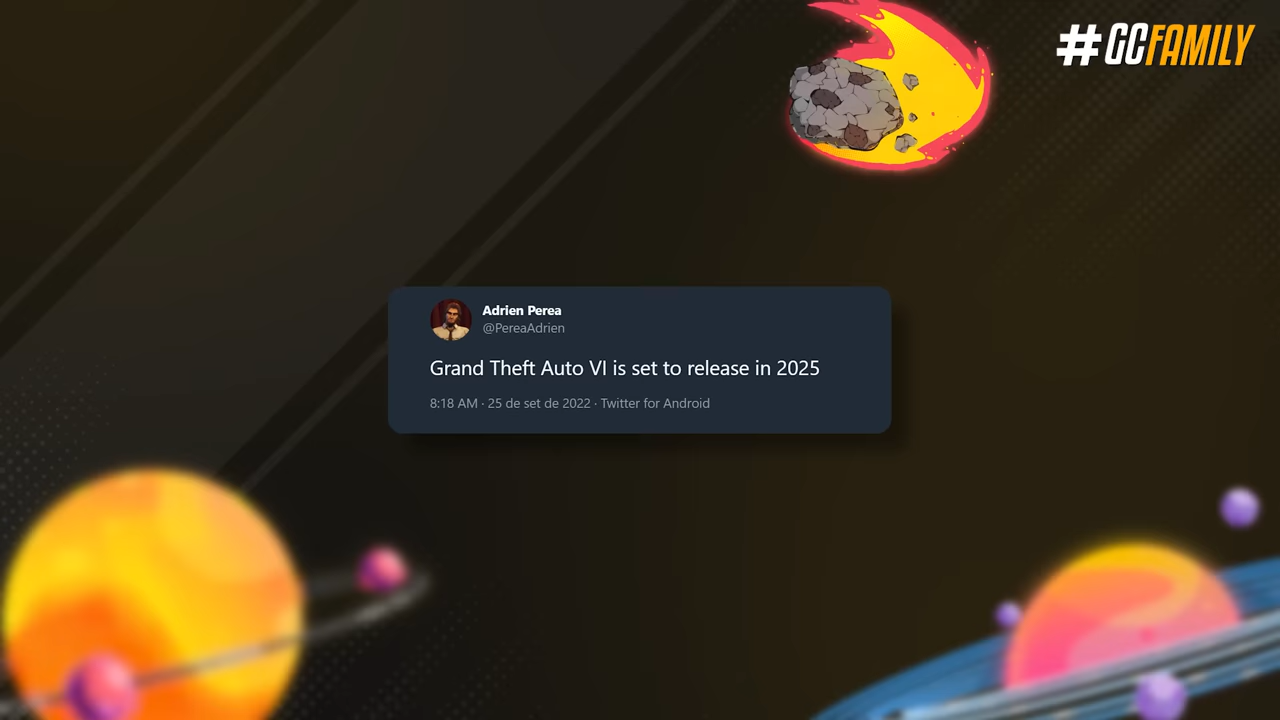 #GCFAMILY
Adrien Perea
@PereaAdrien
Grand Theft Auto VI is set to release in 2025
8:18 AM · 25 de set de 2022 · Twitter for Android